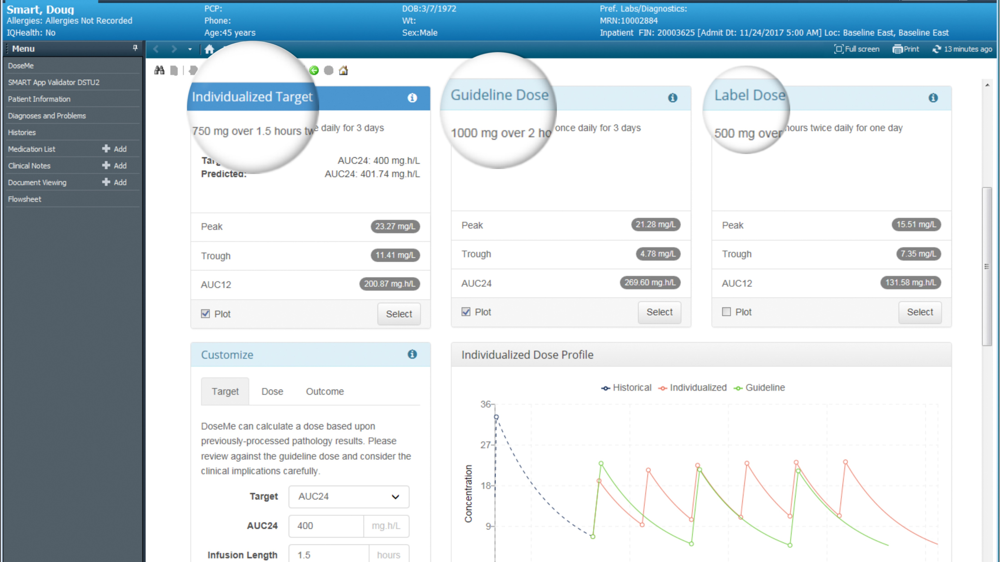 Smart, Doug
Allergies: Allergies Not Recorded
IQHealth: No
PCP:
Phone:
Age:45 years
DOB:3/7/1972
Wt:
Sex:Male
Pref. Labs/Diagnostics:
MRN:10002884
Inpatient FIN: 20003625 [Admit Dt: 11/24/2017 5:00 AM] Loc: Baseline East, Baseline East
Menu
Full screen Print 13 minutes ago
DoseMe
SMART App Validator DSTU2
Patient Information
Diagnoses and Problems
Histories
Medication List Add
Clinical Notes Add
Document Viewing Add
Flowsheet
Individualized Target
750 mg over 1.5 hours daily for 3 days
AUC24: 400 mg.h/L
Predicted: AUC24: 401.74 mg.h/L
Peak 23.27 mg/L
Trough 11.41 mg/L
AUC12 200.87 mg.h/L
Plot Select
Guideline Dose
1000 mg over 2 once daily for 3 days
Peak 21.28 mg/L
Trough 4.78 mg/L
AUC24 269.60 mg.h/L
Plot Select
Label Dose
500 mg over hours twice daily for one day
Peak 15.51 mg/L
Trough 7.35 mg/L
AUC12 131.58 mg.h/L
Plot Select
Customize
Target Dose Outcome
DoseMe can calculate a dose based upon
previously-processed pathology results. Please
review against the guideline dose and consider the
clinical implications carefully.
Target AUC24
AUC24 400 mg.h/L
Infusion Length 1.5 hours
Individualized Dose Profile
Historical Individualized Guideline
36
27
18
9
Concentration